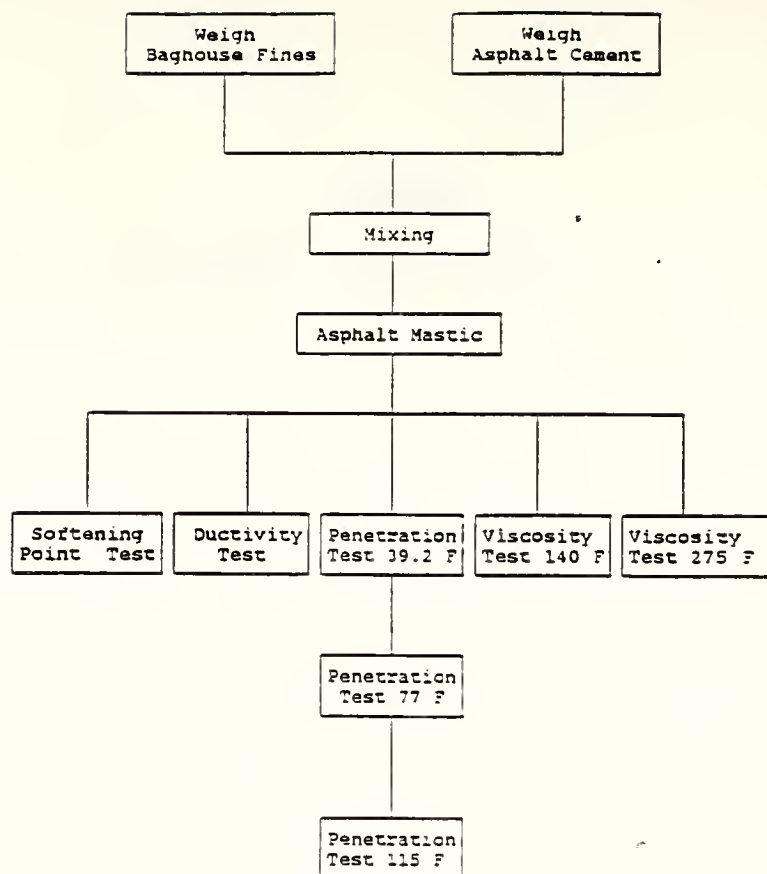 Weigh
Baghouse Fines
Weigh
Asphalt Cement
Mixing
Asphalt Mastic
Softening
Point Test
Ductivity
Test
Penetration
Test 39.2 F
Viscosity
Test 140 F
Viscosity
Test 275 F
Penetration
Test 77 F
Penetration
Test 115 F